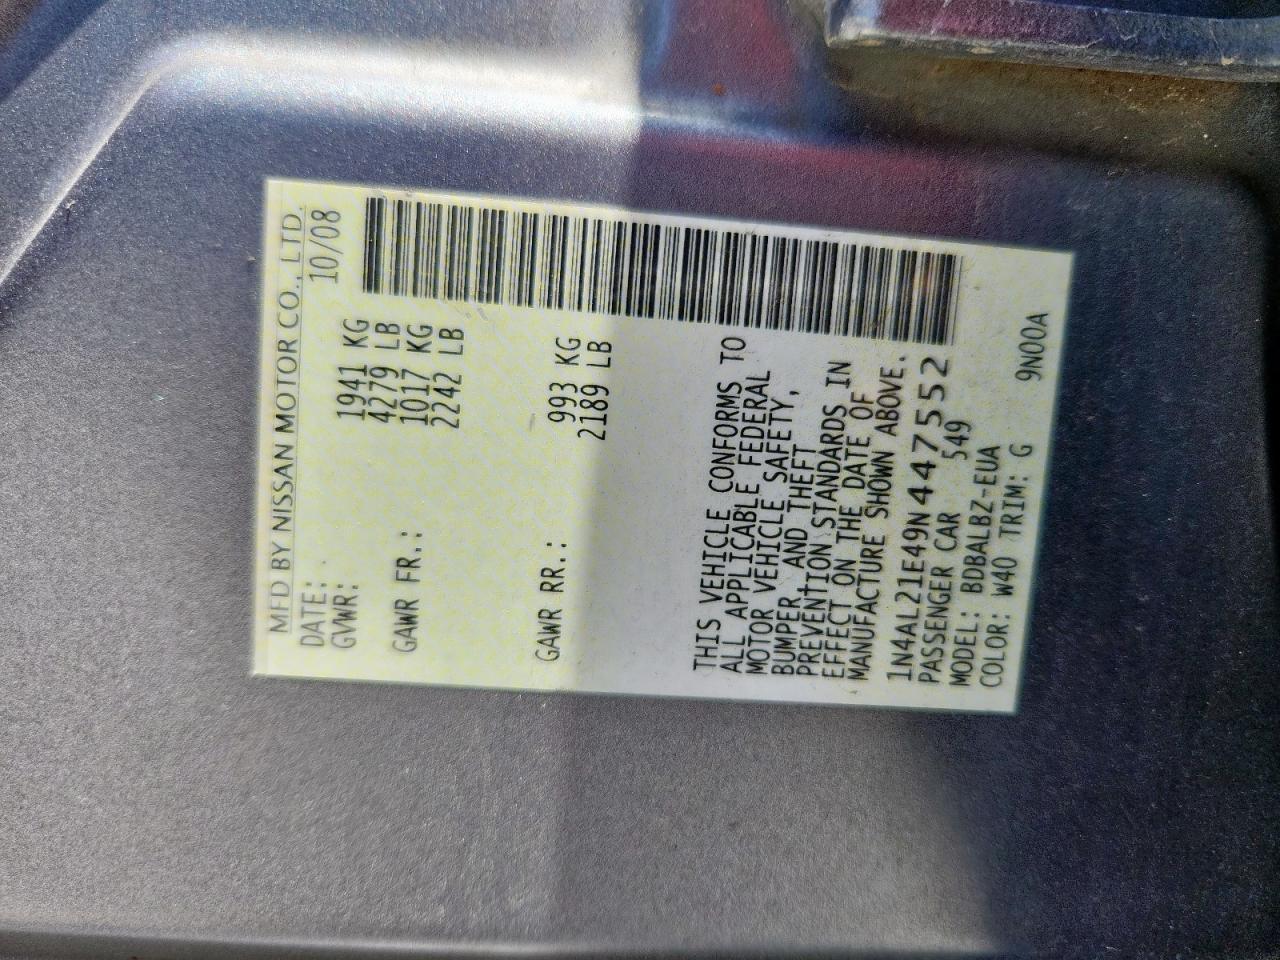 MFD BY NISSAN MOTOR CO., LTD.
DATE: 10/08
GVWR: 1941 KG
4279 LB
GAWR FR.: 1017 KG
2242 LB
GAWR RR.: 993 KG
2189 LB
THIS VEHICLE CONFORMS TO
ALL APPLICABLE FEDERAL
MOTOR VEHICLE SAFETY,
BUMPER, AND THEFT
PREVENTION STANDARDS IN
EFFECT ON THE DATE OF
MANUFACTURE SHOWN ABOVE.
1N4AL21E49N447552
PASSENGER CAR 549
MODEL: BDBALBZ-EUA
COLOR: W40 TRIM: G 9N00A